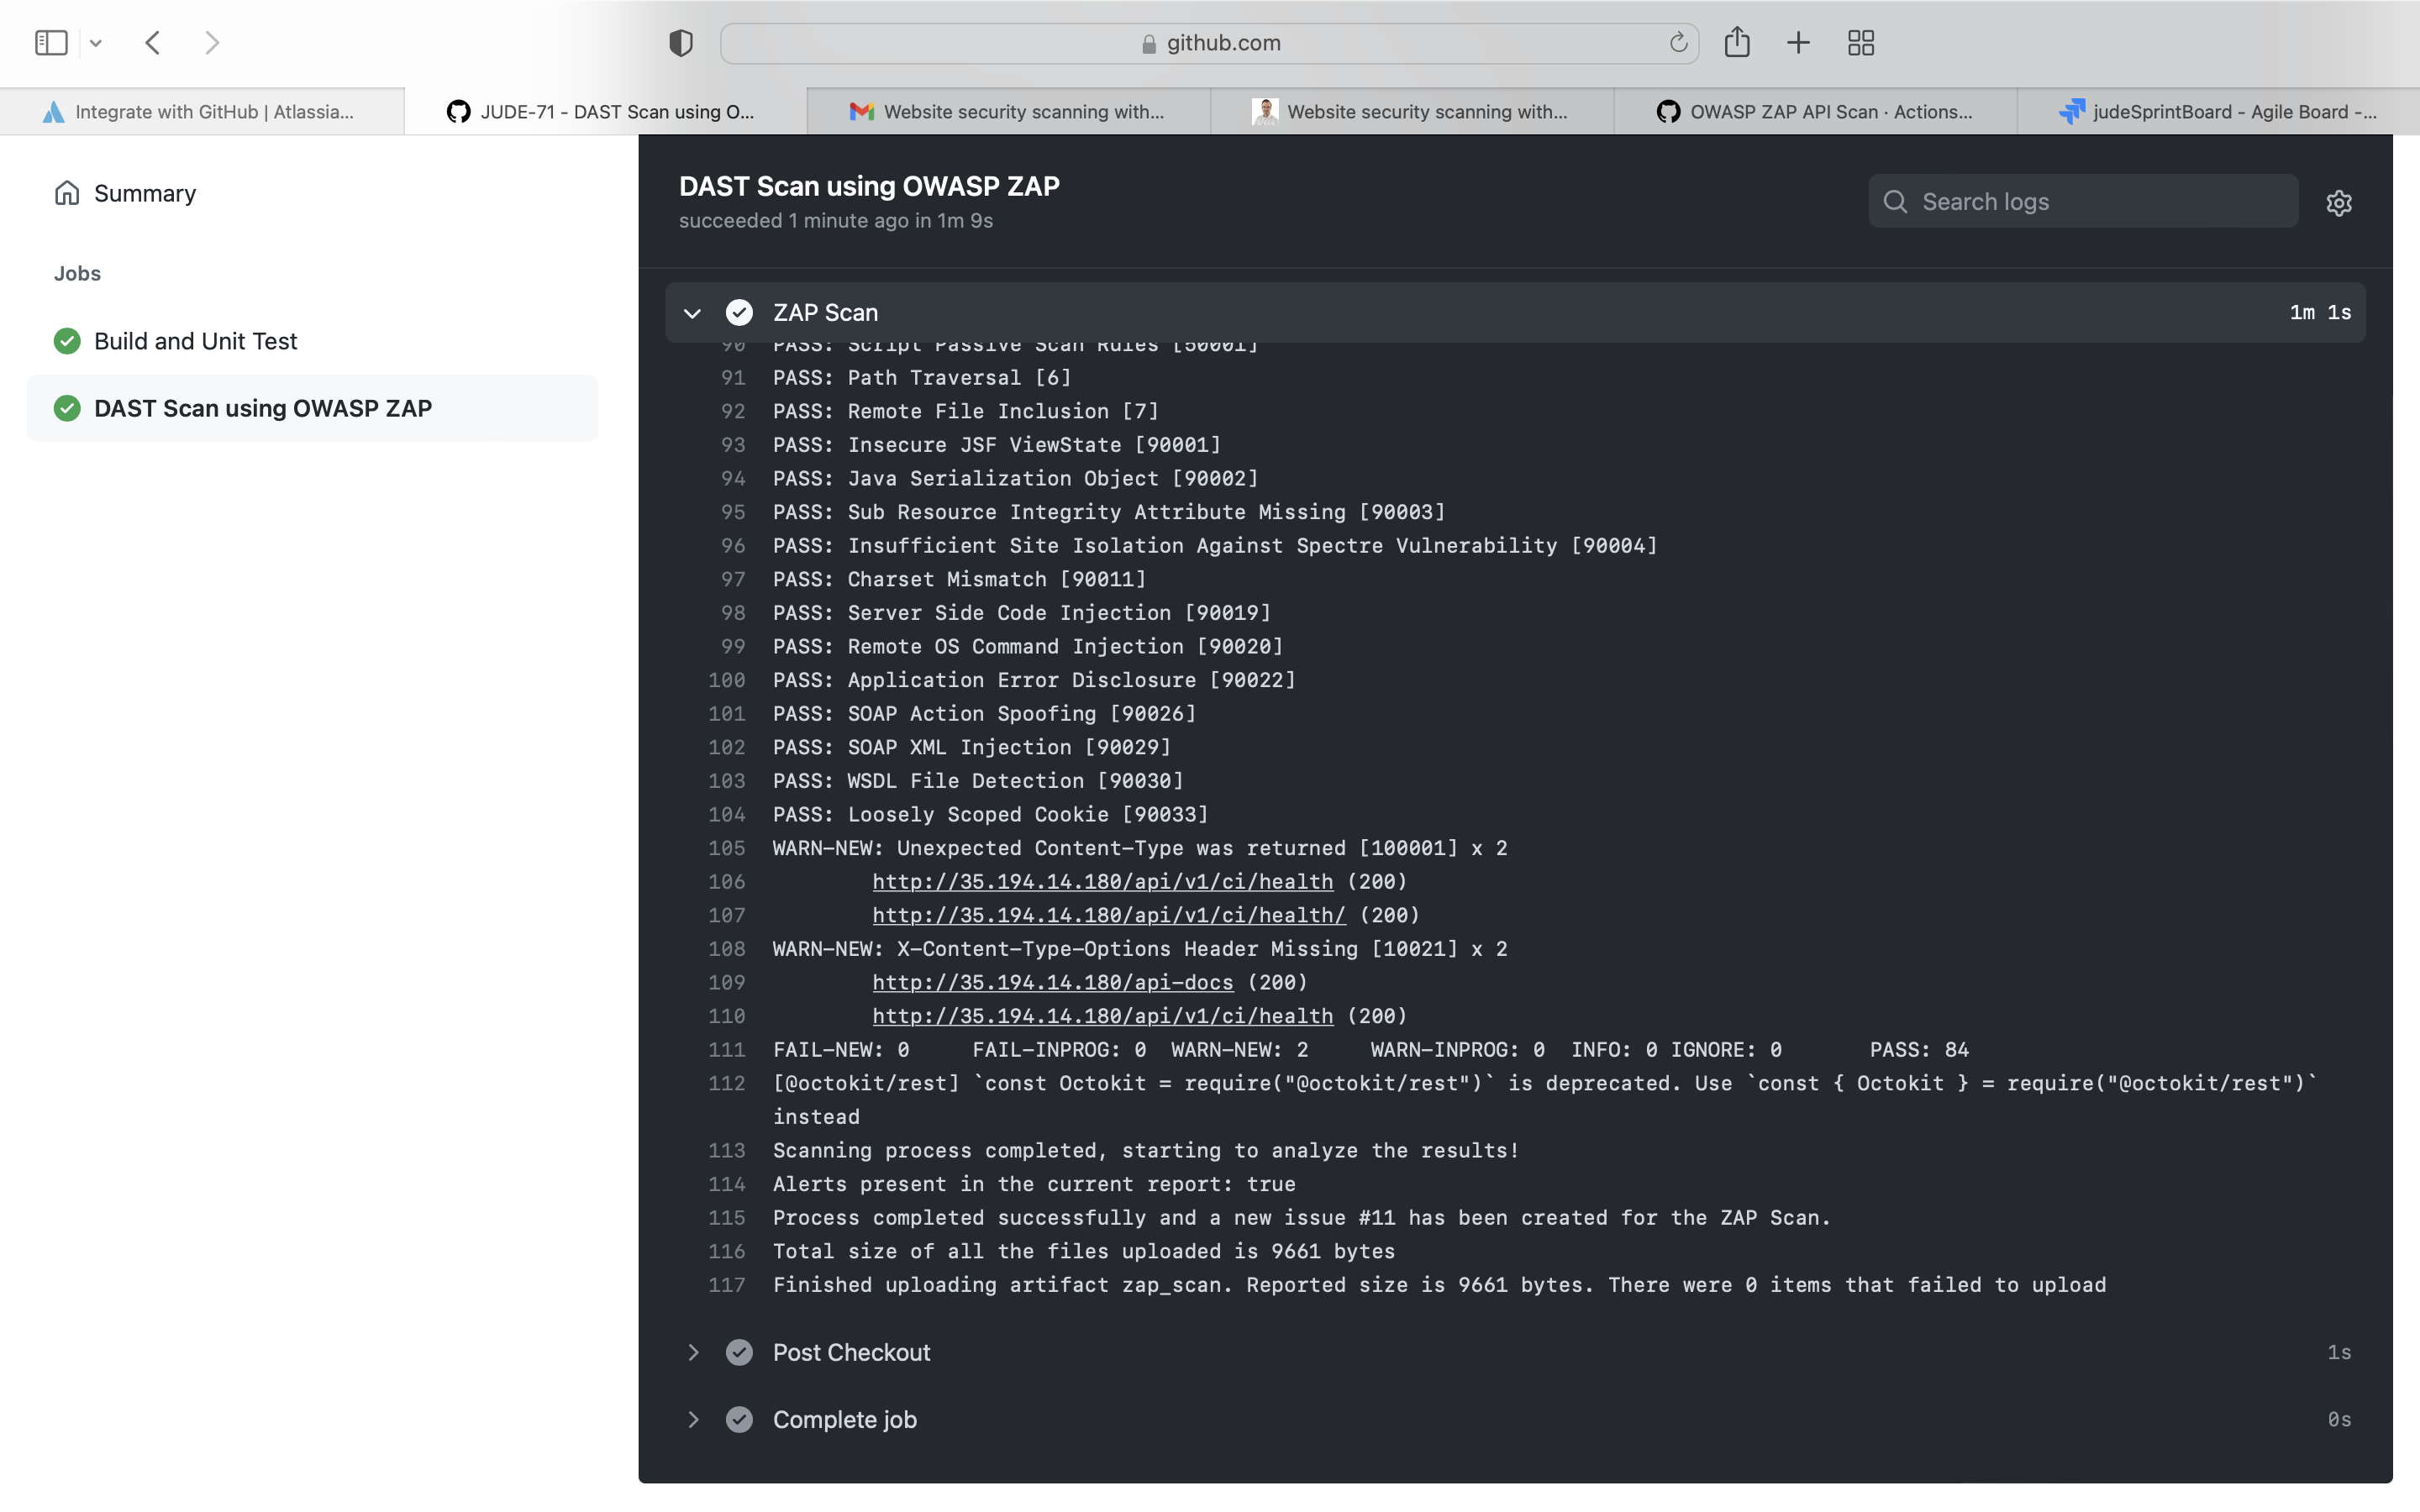 github.com
Integrate with GitHub | Atlassia...
JUDE-71 - DAST Scan using O...
Website security scanning with...
Website security scanning with...
OWASP ZAP API Scan · Actions...
judeSprintBoard - Agile Board -...
Summary
Jobs
Build and Unit Test
DAST Scan using OWASP ZAP
DAST Scan using OWASP ZAP
succeeded 1 minute ago in 1m 9s
Search logs
ZAP Scan
1m 1s
90 PASS: Script Passive Scan Rules [50001]
91 PASS: Path Traversal [6]
92 PASS: Remote File Inclusion [7]
93 PASS: Insecure JSF ViewState [90001]
94 PASS: Java Serialization Object [90002]
95 PASS: Sub Resource Integrity Attribute Missing [90003]
96 PASS: Insufficient Site Isolation Against Spectre Vulnerability [90004]
97 PASS: Charset Mismatch [90011]
98 PASS: Server Side Code Injection [90019]
99 PASS: Remote OS Command Injection [90020]
100 PASS: Application Error Disclosure [90022]
101 PASS: SOAP Action Spoofing [90026]
102 PASS: SOAP XML Injection [90029]
103 PASS: WSDL File Detection [90030]
104 PASS: Loosely Scoped Cookie [90033]
105 WARN-NEW: Unexpected Content-Type was returned [100001] x 2
106 http://35.194.14.180/api/v1/ci/health (200)
107 http://35.194.14.180/api/v1/ci/health/ (200)
108 WARN-NEW: X-Content-Type-Options Header Missing [10021] x 2
109 http://35.194.14.180/api-docs (200)
110 http://35.194.14.180/api/v1/ci/health (200)
111 FAIL-NEW: 0 FAIL-INPROG: 0 WARN-NEW: 2 WARN-INPROG: 0 INFO: 0 IGNORE: 0 PASS: 84
112 [@octokit/rest] `const Octokit = require("@octokit/rest")` is deprecated. Use `const { Octokit } = require("@octokit/rest")`
instead
113 Scanning process completed, starting to analyze the results!
114 Alerts present in the current report: true
115 Process completed successfully and a new issue #11 has been created for the ZAP Scan.
116 Total size of all the files uploaded is 9661 bytes
117 Finished uploading artifact zap_scan. Reported size is 9661 bytes. There were 0 items that failed to upload
Post Checkout
1s
Complete job
0s